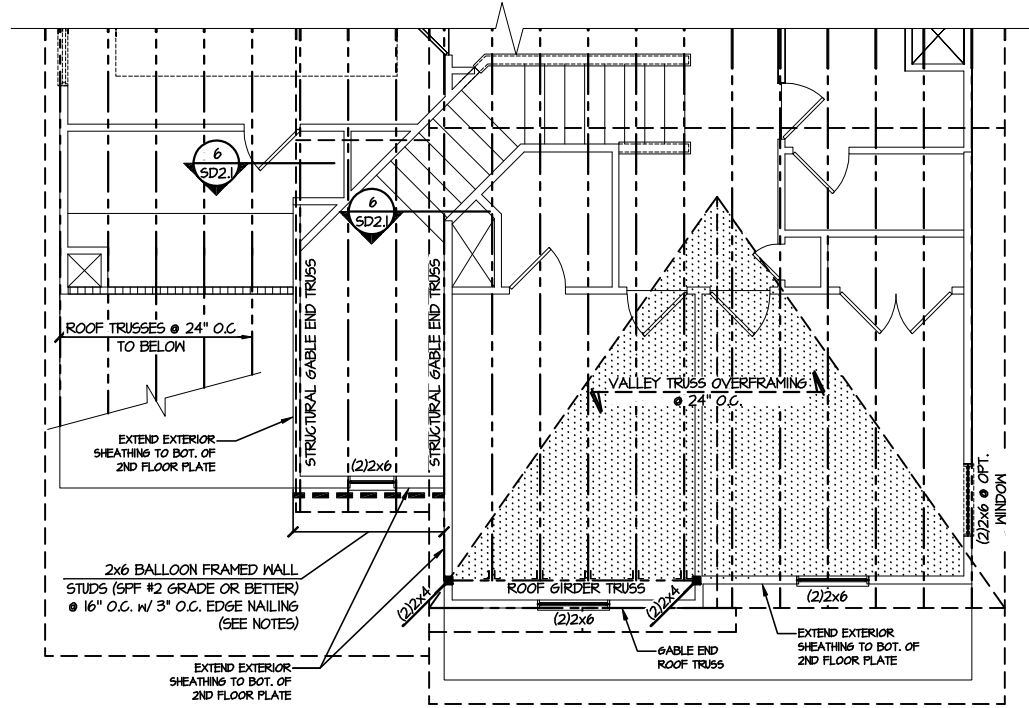 6
SD2.1
6
SD2.1
ROOF TRUSSES @ 24" O.C
TO BELOW
STRUCTURAL GABLE END TRUSS
STRUCTURAL GABLE END TRUSS
VALLEY TRUSS OVERFRAMING
@ 24" O.C.
EXTEND EXTERIOR
SHEATHING TO BOT. OF
2ND FLOOR PLATE
(2)2x6
(2)2x6 @ OPT.
WINDOW
2x6 BALLOON FRAMED WALL
STUDS (SPF #2 GRADE OR BETTER)
@ 16" O.C. w/ 3" O.C. EDGE NAILING
(SEE NOTES)
(2)2x4
ROOF GIRDER TRUSS
(2)2x4
(2)2x6
(2)2x6
EXTEND EXTERIOR
SHEATHING TO BOT. OF
2ND FLOOR PLATE
GABLE END
ROOF TRUSS
EXTEND EXTERIOR
SHEATHING TO BOT. OF
2ND FLOOR PLATE